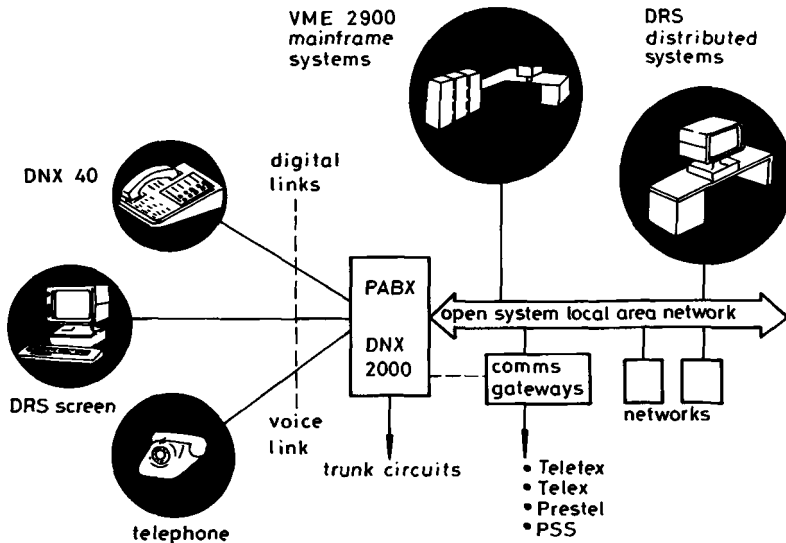 VME 2900
mainframe
systems
DRS
distributed
systems
DNX 40
digital
links
PABX
DNX
2000
open system local area network
DRS screen
comms
gateways
networks
voice
link
trunk circuits
telephone
• Teletex
• Telex
• Prestel
• PSS